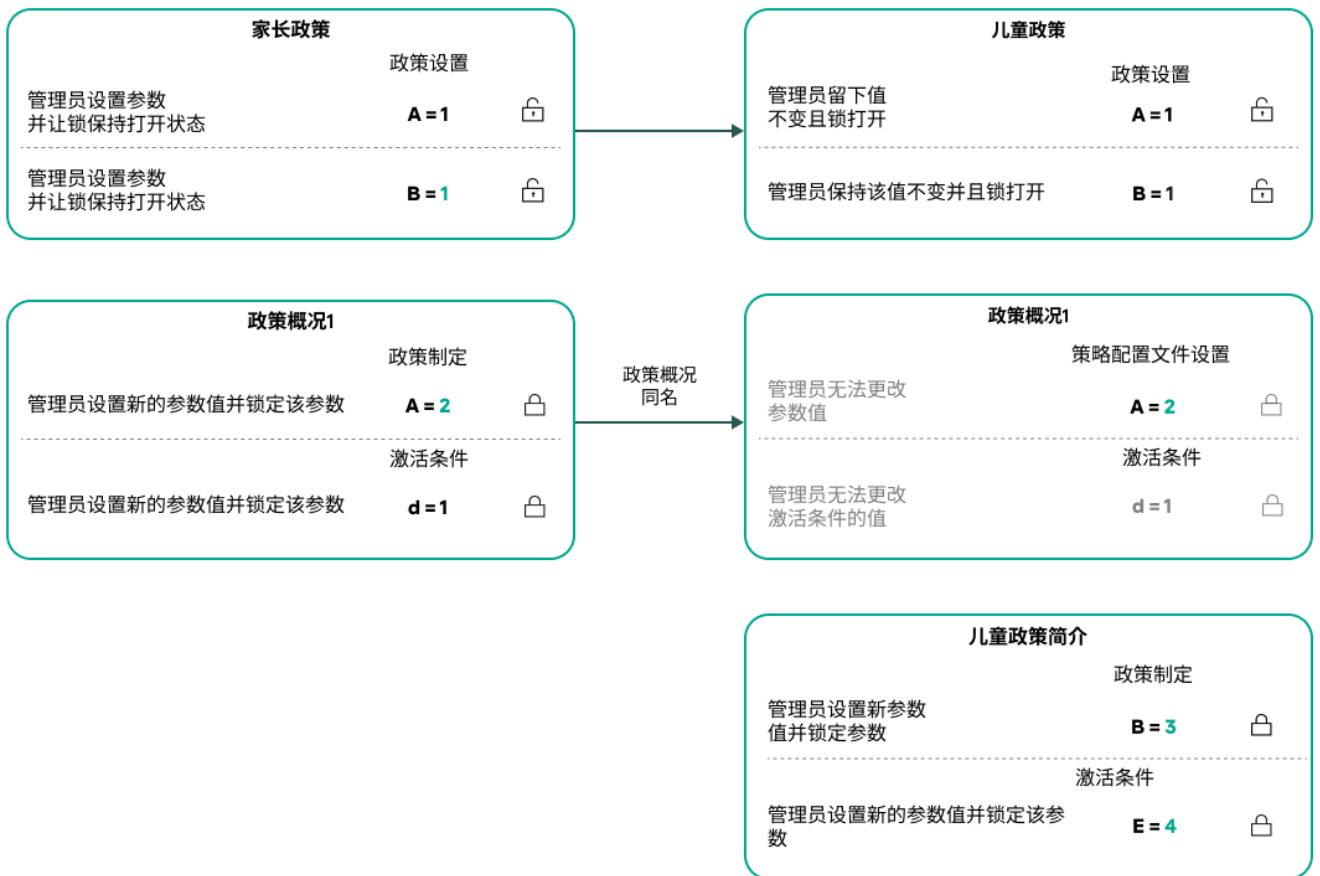 家长政策
政策设置
管理员设置参数
并让锁保持打开状态
A = 1
管理员设置参数
并让锁保持打开状态
B = 1
儿童政策
政策设置
管理员留下值
不变且锁打开
A = 1
管理员保持该值不变并且锁打开
B = 1
政策概况1
政策制定
管理员设置新的参数值并锁定该参数
A = 2
激活条件
管理员设置新的参数值并锁定该参数
d = 1
政策概况
同名
政策概况1
策略配置文件设置
管理员无法更改
参数值
A = 2
激活条件
管理员无法更改
激活条件的值
d = 1
儿童政策简介
政策制定
管理员设置新参数
值并锁定参数
B = 3
激活条件
管理员设置新的参数值并锁定该参
数
E = 4